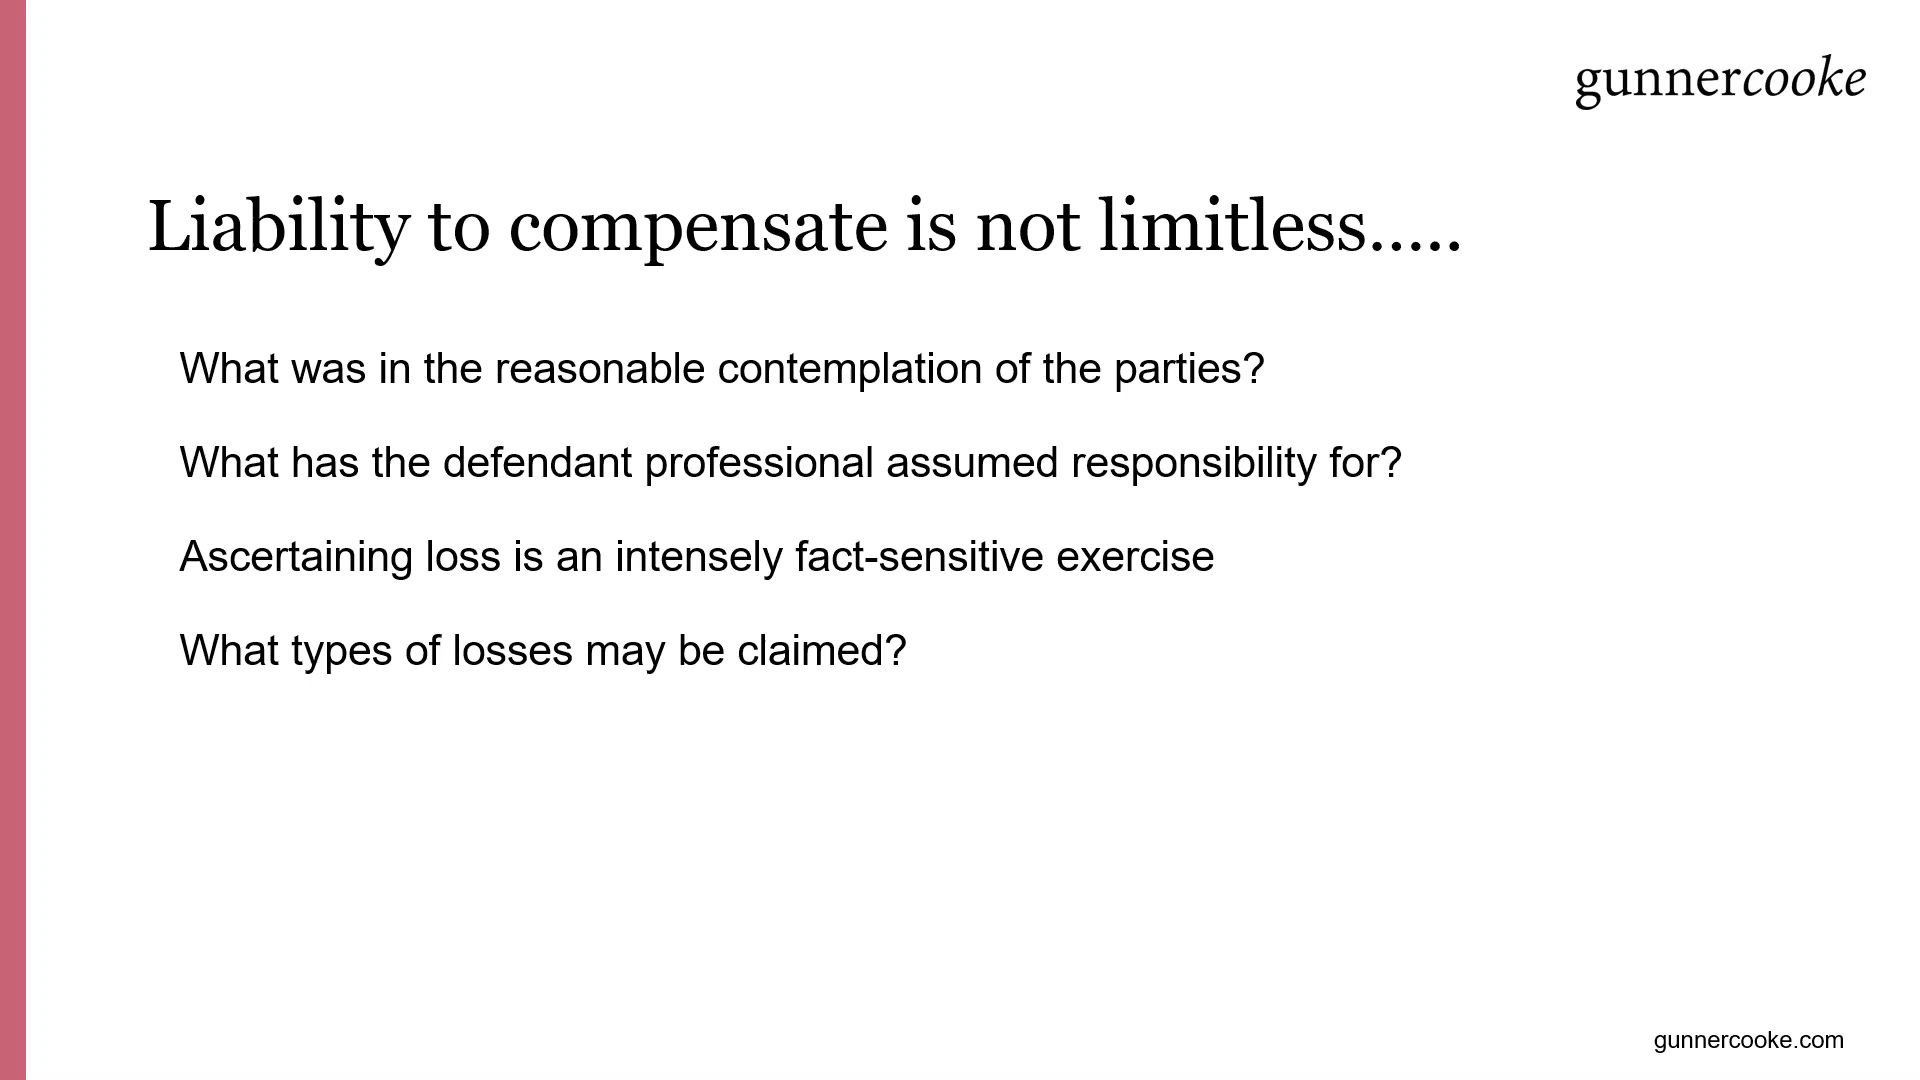 gunnercooke
Liability to compensate is not limitless…..
What was in the reasonable contemplation of the parties?
What has the defendant professional assumed responsibility for?
Ascertaining loss is an intensely fact-sensitive exercise
What types of losses may be claimed?
gunnercooke.com